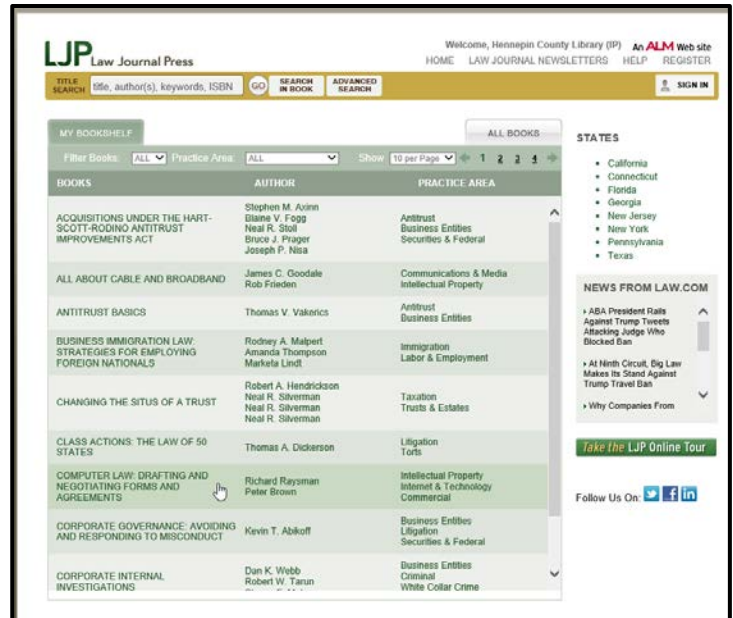 LJP Law Journal Press
Welcome, Hennepin County Library (IP) An ALM Web site
HOME LAW JOURNAL NEWSLETTERS HELP REGISTER
TITLE SEARCH title, author(s), keywords, ISBN GO SEARCH IN BOOK ADVANCED SEARCH SIGN IN
MY BOOKSHELF ALL BOOKS
Filter Books: ALL Practice Area: ALL Show 10 per Page 1 2 3 4
BOOKS AUTHOR PRACTICE AREA
ACQUISITIONS UNDER THE HART-
SCOTT-RODINO ANTITRUST
IMPROVEMENTS ACT
Stephen M. Axinn
Blaine V. Fogg
Neal R. Stoll
Bruce J. Prager
Joseph P. Nisa
Antitrust
Business Entities
Securities & Federal
ALL ABOUT CABLE AND BROADBAND
James C. Goodale
Rob Frieden
Communications & Media
Intellectual Property
ANTITRUST BASICS
Thomas V. Vakerics
Antitrust
Business Entities
BUSINESS IMMIGRATION LAW:
STRATEGIES FOR EMPLOYING
FOREIGN NATIONALS
Rodney A. Malpert
Amanda Thompson
Marketa Lindt
Immigration
Labor & Employment
CHANGING THE SITUS OF A TRUST
Robert A. Hendrickson
Neal R. Silverman
Neal R. Silverman
Neal R. Silverman
Taxation
Trusts & Estates
CLASS ACTIONS: THE LAW OF 50
STATES
Thomas A. Dickerson
Litigation
Torts
COMPUTER LAW: DRAFTING AND
NEGOTIATING FORMS AND
AGREEMENTS
Richard Raysman
Peter Brown
Intellectual Property
Internet & Technology
Commercial
CORPORATE GOVERNANCE: AVOIDING
AND RESPONDING TO MISCONDUCT
Kevin T. Abikoff
Business Entities
Litigation
Securities & Federal
CORPORATE INTERNAL
INVESTIGATIONS
Dan K. Webb
Robert W. Tarun
Business Entities
Criminal
White Collar Crime
STATES
• California
• Connecticut
• Florida
• Georgia
• New Jersey
• New York
• Pennsylvania
• Texas
NEWS FROM LAW.COM
ABA President Rails
Against Trump Tweets
Attacking Judge Who
Blocked Ban
At Ninth Circuit, Big Law
Makes Its Stand Against
Trump Travel Ban
Why Companies From
Take the LJP Online Tour
Follow Us On: